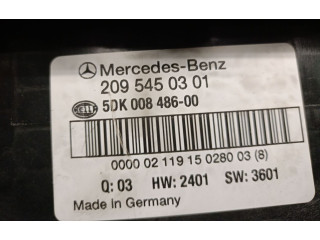 Mercedes-Benz
209 545 03 01
HELLA 5DK 008 486-00
0000 02 119 15 0280 03 (8)
Q: 03 HW: 2401 SW: 3601
Made in Germany